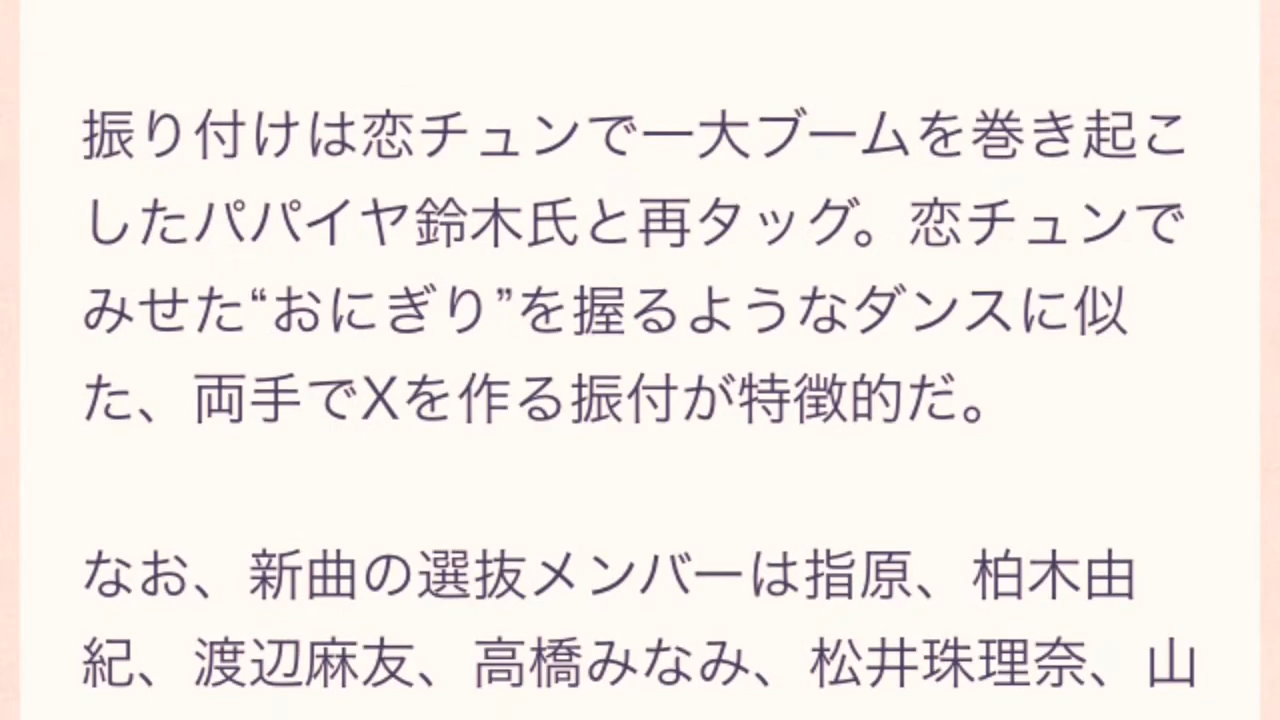 振り付けは恋チュンで一大ブームを巻き起こ
したパパイヤ鈴木氏と再タッグ。恋チュンで
みせた“おにぎり”を握るようなダンスに似
た、両手でXを作る振付が特徴的だ。
なお、新曲の選抜メンバーは指原、柏木由
紀、渡辺麻友、高橋みなみ、松井珠理奈、山